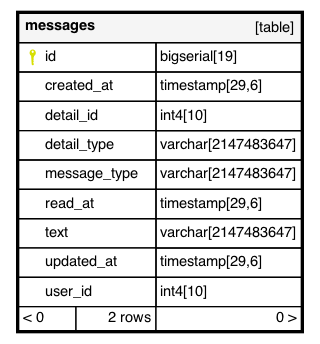 messages [table]
id bigserial[19]
created_at timestamp[29,6]
detail_id int4[10]
detail_type varchar[2147483647]
message_type varchar[2147483647]
read_at timestamp[29,6]
text varchar[2147483647]
updated_at timestamp[29,6]
user_id int4[10]
< 0 2 rows 0 >